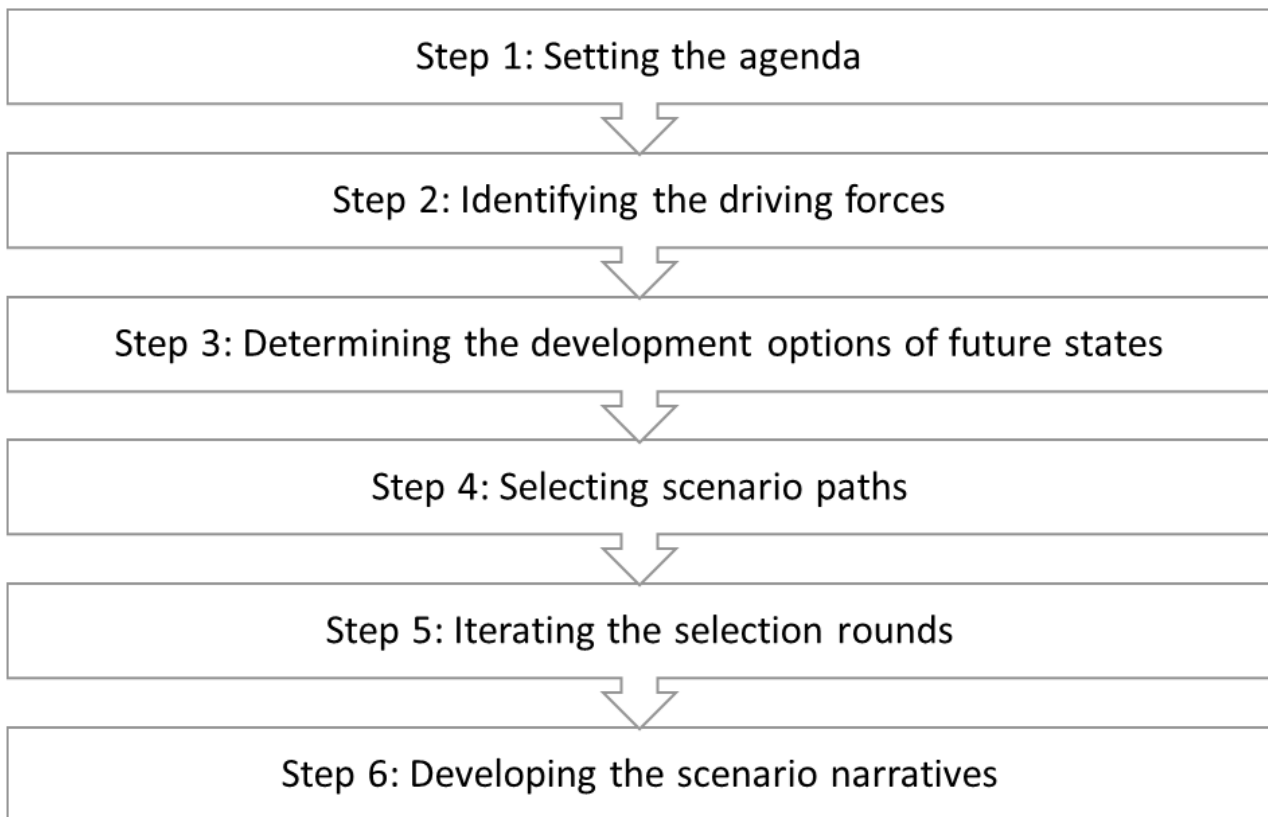 Step 1: Setting the agenda
Step 2: Identifying the driving forces
Step 3: Determining the development options of future states
Step 4: Selecting scenario paths
Step 5: Iterating the selection rounds
Step 6: Developing the scenario narratives